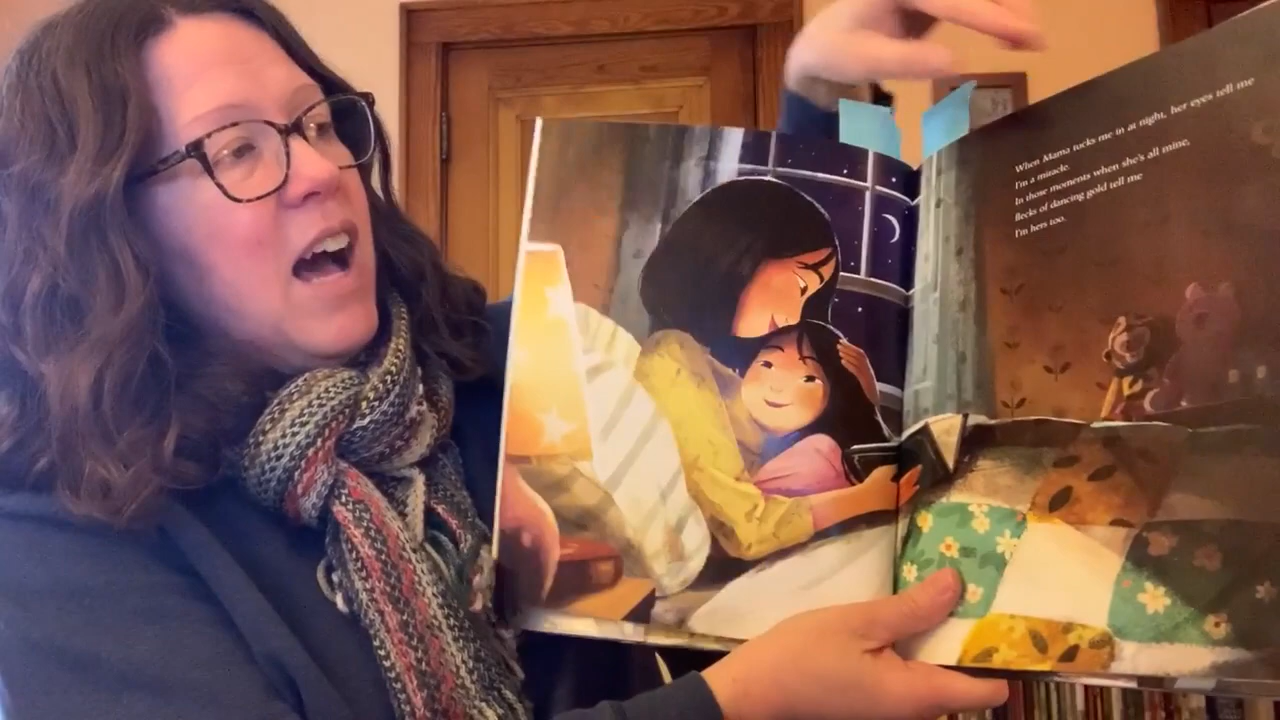 When Mama tucks me in at night, her eyes tell me
I'm a miracle.
In those moments when she's all mine,
flecks of dancing gold tell me
I'm hers too.